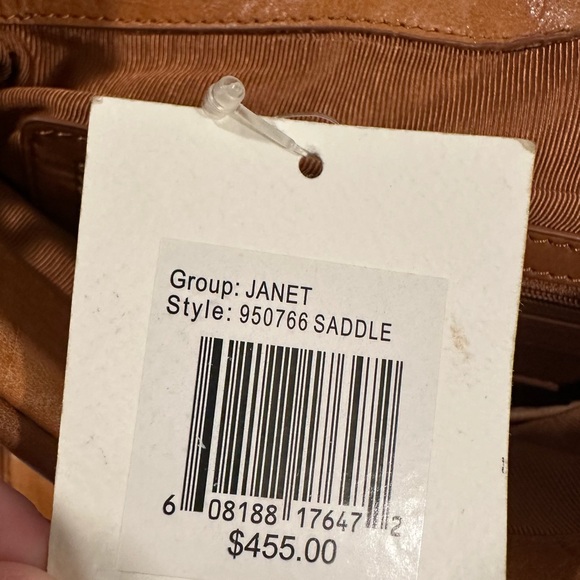 Group: JANET
Style: 950766 SADDLE
6 08188 17647 2
$455.00